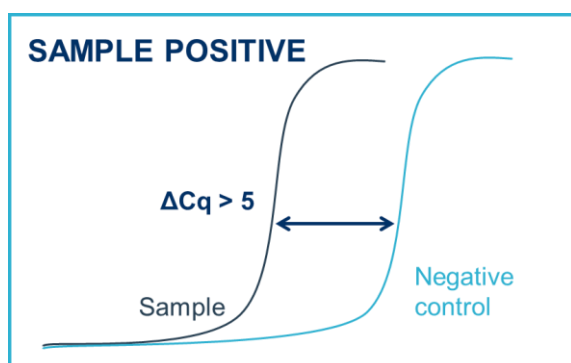 SAMPLE POSITIVE
ΔCq > 5
Sample
Negative
control